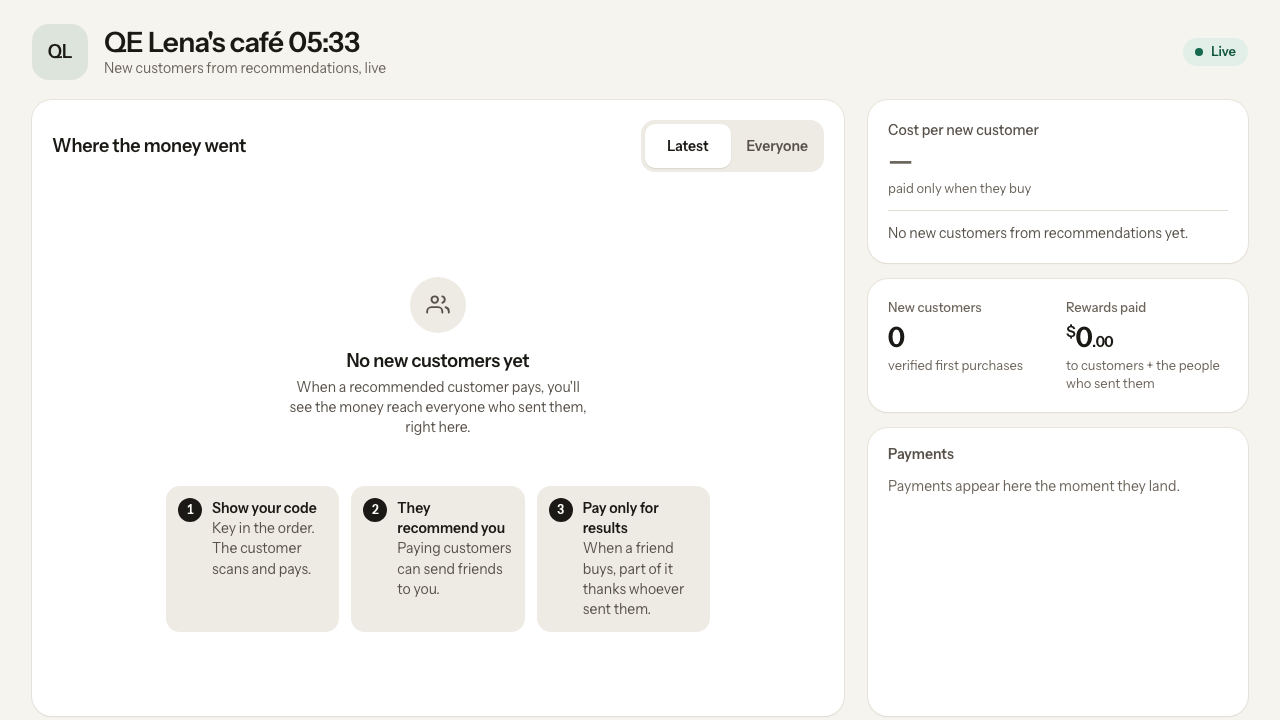 QL
QE Lena's café 05:33
New customers from recommendations, live
Live
Where the money went
Latest
Everyone
No new customers yet
When a recommended customer pays, you'll
see the money reach everyone who sent them,
right here.
1
Show your code
Key in the order.
The customer
scans and pays.
2
They
recommend you
Paying customers
can send friends
to you.
3
Pay only for
results
When a friend
buys, part of it
thanks whoever
sent them.
Cost per new customer
—
paid only when they buy
No new customers from recommendations yet.
New customers
0
verified first purchases
Rewards paid
$0.00
to customers + the people
who sent them
Payments
Payments appear here the moment they land.